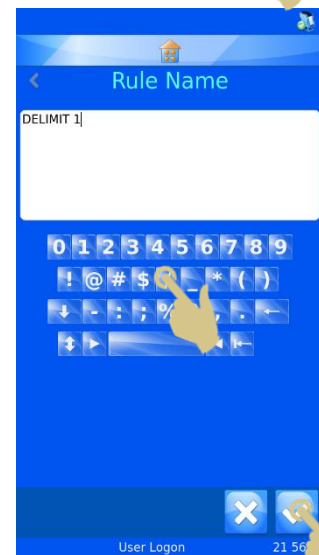 Rule Name
DELIMIT 1
0 1 2 3 4 5 6 7 8 9
! @ # $ _ * ( )
- : ; % , .
User Logon
21 56